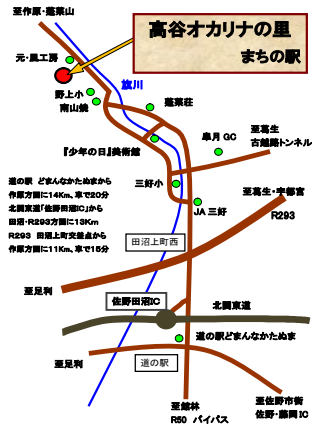 至作原・蓬莱山
高谷オカリナの里
まちの駅
元・風工房
旗川
野上小
南山焼
蓬莱荘
皐月GC
至葛生
古越路トンネル
『少年の日』美術館
道の駅 どまんなかたぬまから
作原方面に14Km、車で20分
北関東道「佐野田沼IC」から
田沼・R293方面に13Km
R293 田沼上町交差点から
作原方面に11Km、車で15分
三好小
至葛生・宇都宮
JA 三好
R293
田沼上町西
至足利
佐野田沼IC
北関東道
道の駅どまんなかたぬま
至足利
道の駅
至館林
R50 バイパス
至佐野市街
佐野・藤岡IC